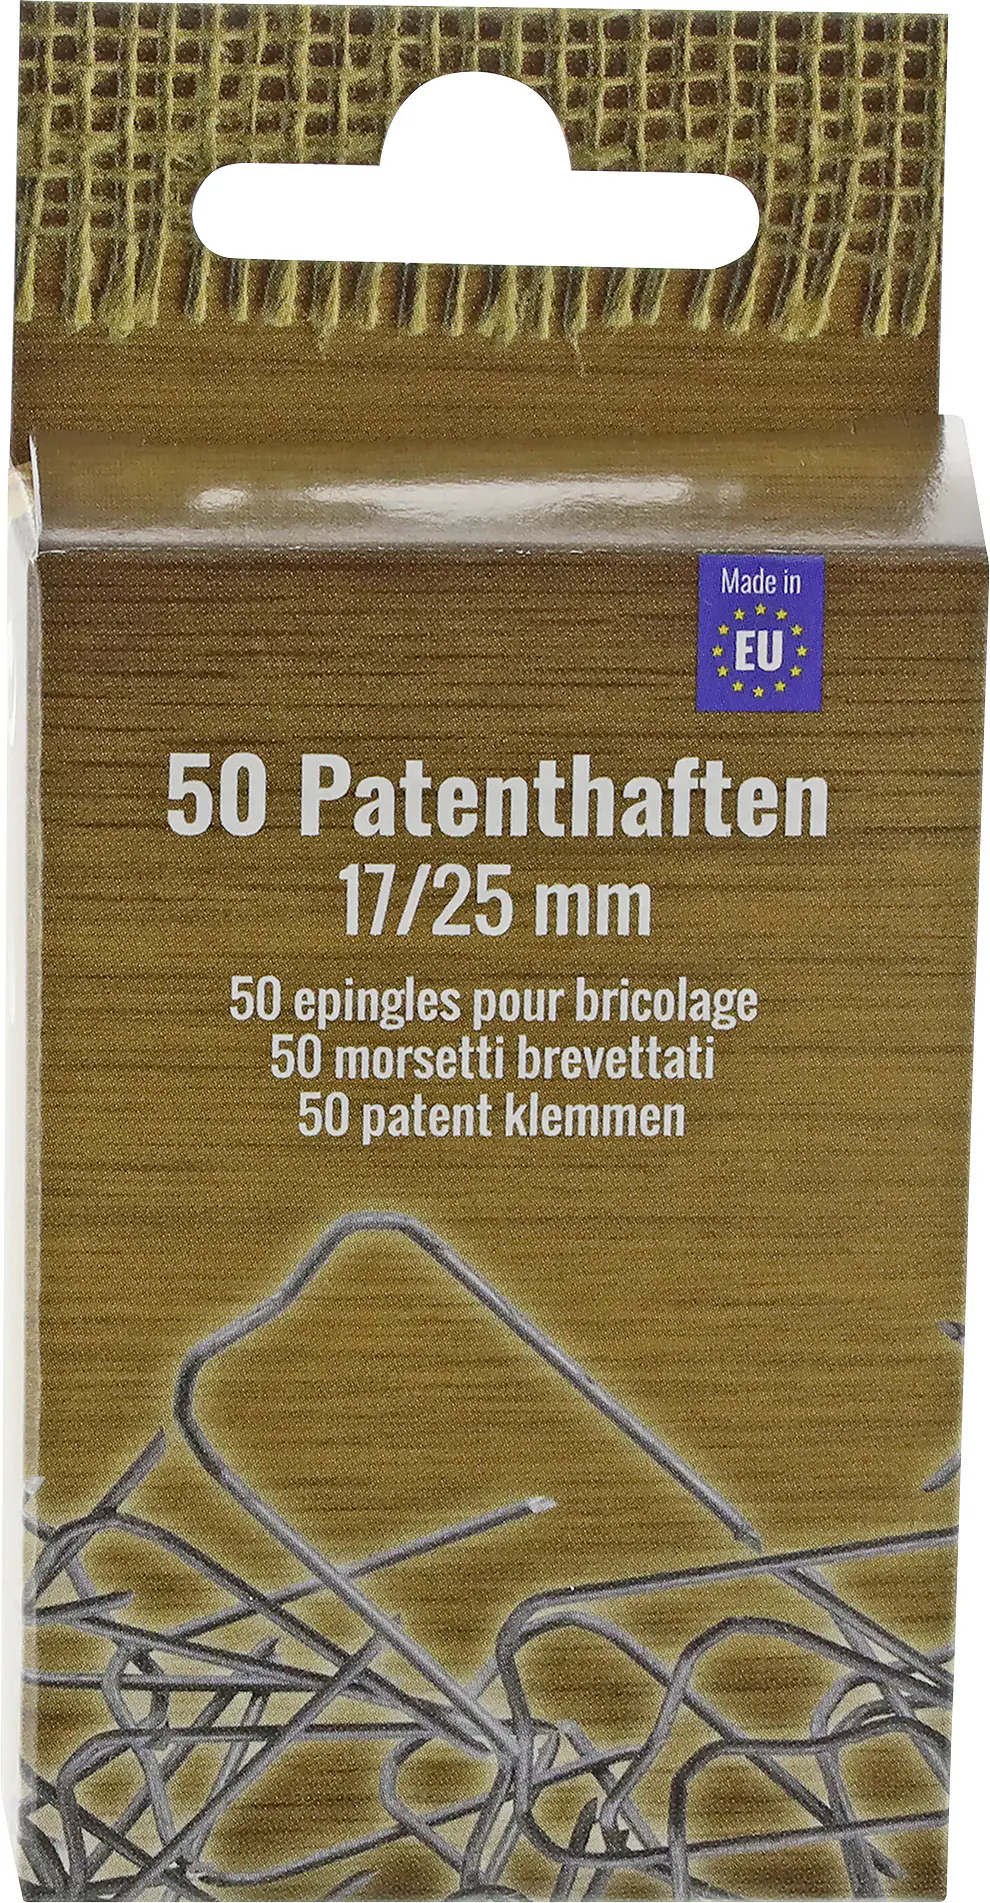 Made in
EU
50 Patenthaften
17/25 mm
50 epingles pour bricolage
50 morsetti brevettati
50 patent klemmen